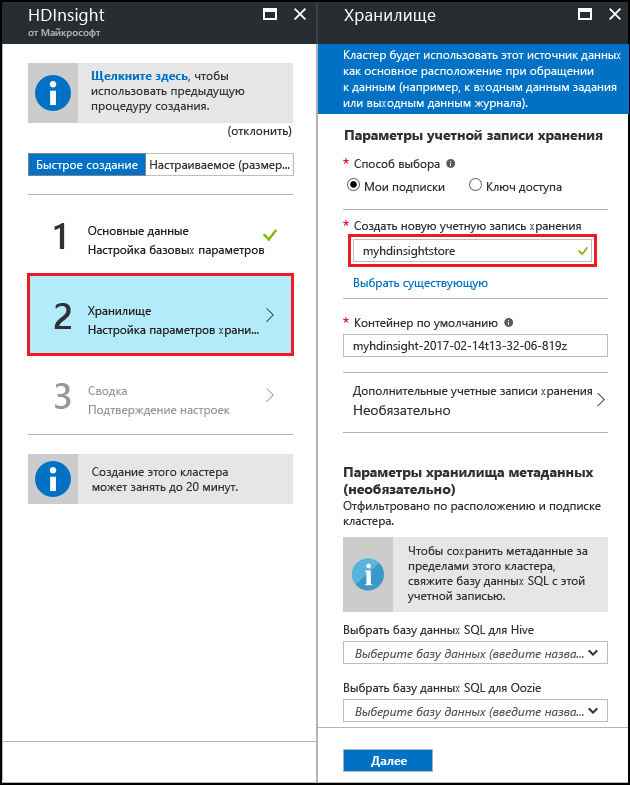 HDInsight
от Майкрософт
Щелкните здесь, чтобы
использовать предыдущую
процедуру создания.
(отклонить)
Быстрое создание
Настраиваемое (размер...
1
Основные данные
Настройка базовых параметров
2
Хранилище
Настройка параметров храни...
3
Сводка
Подтверждение настроек
Создание этого кластера
может занять до 20 минут.
Хранилище
Кластер будет использовать этот источник данных
как основное расположение при обращении
к данным (например, к входным данным задания
или выходным данным журнала).
Параметры учетной записи хранения
* Способ выбора
Мои подписки
Ключ доступа
* Создать новую учетную запись хранения
myhdinsightstore
Выбрать существующую
* Контейнер по умолчанию
myhdinsight-2017-02-14t13-32-06-819z
Дополнительные учетные записи хранения
Необязательно
Параметры хранилища метаданных
(необязательно)
Отфильтровано по расположению и подписке
кластера.
Чтобы сохранить метаданные за
пределами этого кластера,
свяжите базу данных SQL с этой
учетной записью.
Выбрать базу данных SQL для Hive
Выберите базу данных (введите назва...
Выбрать базу данных SQL для Oozie
Выберите базу данных (введите назва...
Далее